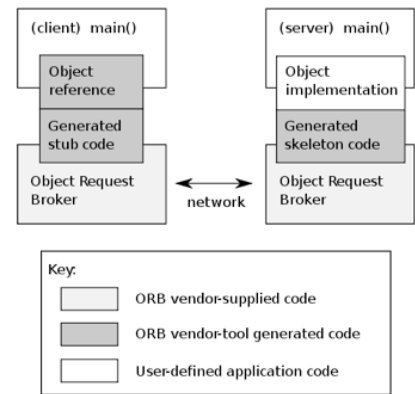 (client) main()
Object
reference
Generated
stub code
Object Request
Broker
network
(server) main()
Object
implementation
Generated
skeleton code
Object Request
Broker
Key:
ORB vendor-supplied code
ORB vendor-tool generated code
User-defined application code